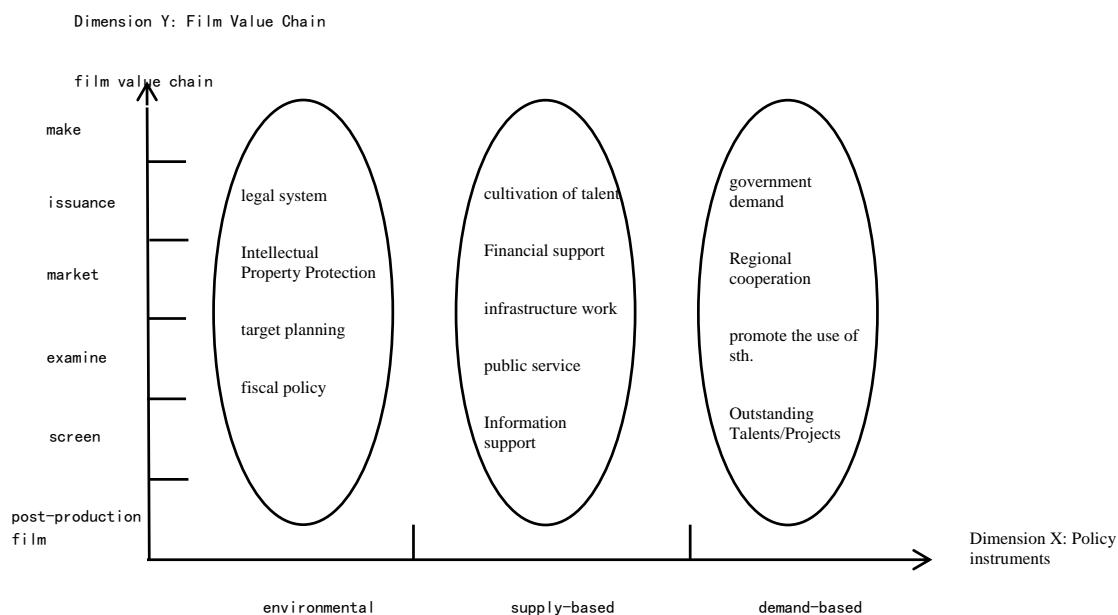 Dimension Y: Film Value Chain
film value chain
make
issuance
market
examine
screen
post-production
film
legal system
Intellectual
Property Protection
target planning
fiscal policy
cultivation of talent
Financial support
infrastructure work
public service
Information
support
government
demand
Regional
cooperation
promote the use of
sth.
Outstanding
Talents/Projects
Dimension X: Policy
instruments
environmental
supply-based
demand-based